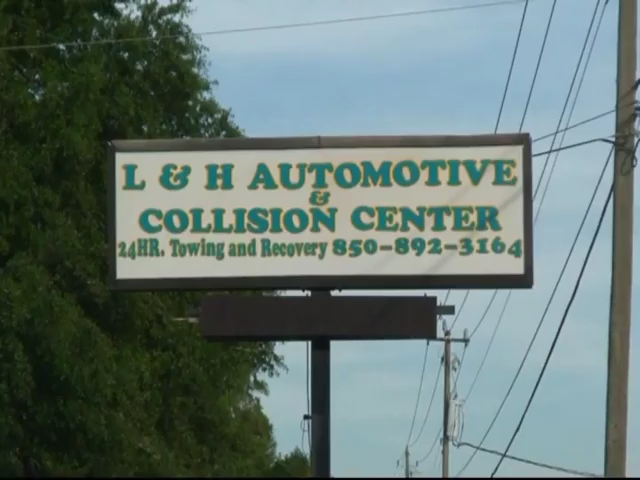 L & H AUTOMOTIVE
&
COLLISION CENTER
24HR. Towing and Recovery 850-892-3164